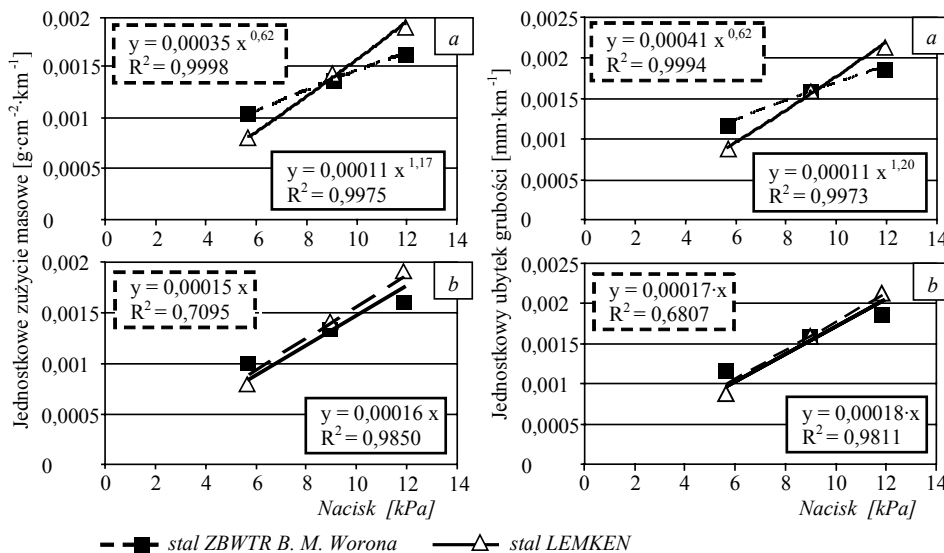 Jednostkowe zużycie masowe [g·cm⁻²·km⁻¹]
0,002
0,0015
0,001
0,0005
0
y = 0,00035 x^0,62
R² = 0,9998
a
y = 0,00011 x^1,17
R² = 0,9975
0 2 4 6 8 10 12 14
Jednostkowy ubytek grubości [mm·km⁻¹]
0,0025
0,002
0,0015
0,001
0,0005
0
y = 0,00041 x^0,62
R² = 0,9994
a
y = 0,00011 x^1,20
R² = 0,9973
0 2 4 6 8 10 12 14
0,002
0,0015
0,001
0,0005
0
y = 0,00015 x
R² = 0,7095
b
y = 0,00016 x
R² = 0,9850
0 2 4 6 8 10 12 14
Nacisk [kPa]
0,0025
0,002
0,0015
0,001
0,0005
0
y = 0,00017·x
R² = 0,6807
b
y = 0,00018·x
R² = 0,9811
0 2 4 6 8 10 12 14
Nacisk [kPa]
stal ZBWTR B. M. Worona
stal LEMKEN